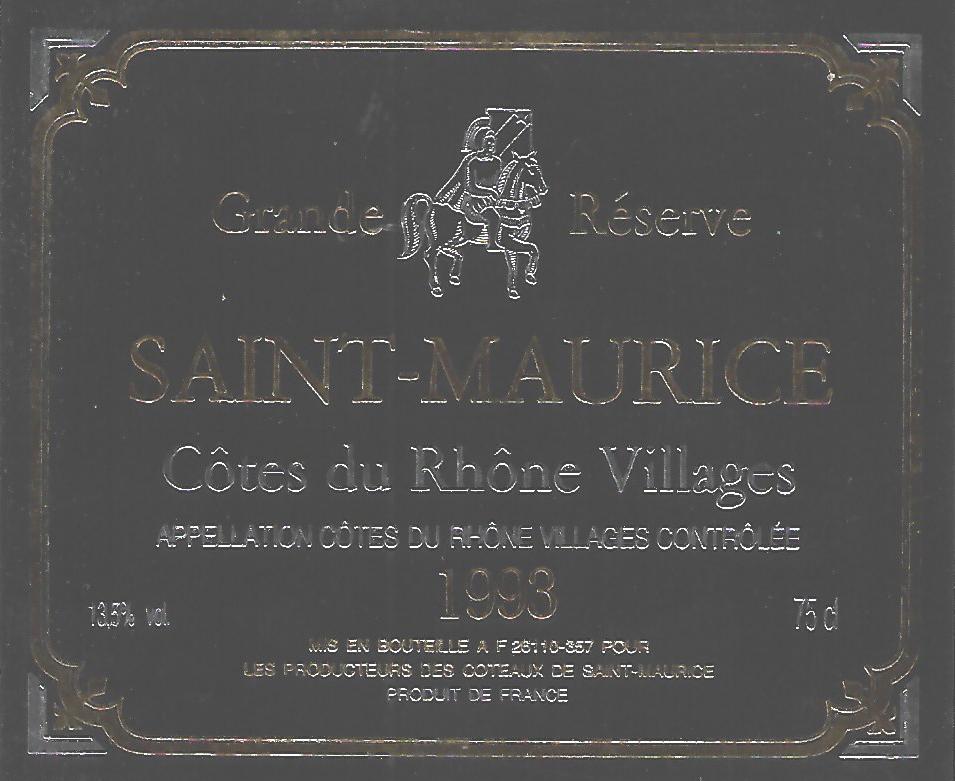 Grande Réserve
SAINT-MAURICE
Côtes du Rhône Villages
APPELLATION CÔTES DU RHÔNE VILLAGES CONTRÔLÉE
1993
13,5% vol. 75 cl
MIS EN BOUTEILLE A F 26110-357 POUR
LES PRODUCTEURS DES COTEAUX DE SAINT-MAURICE
PRODUIT DE FRANCE